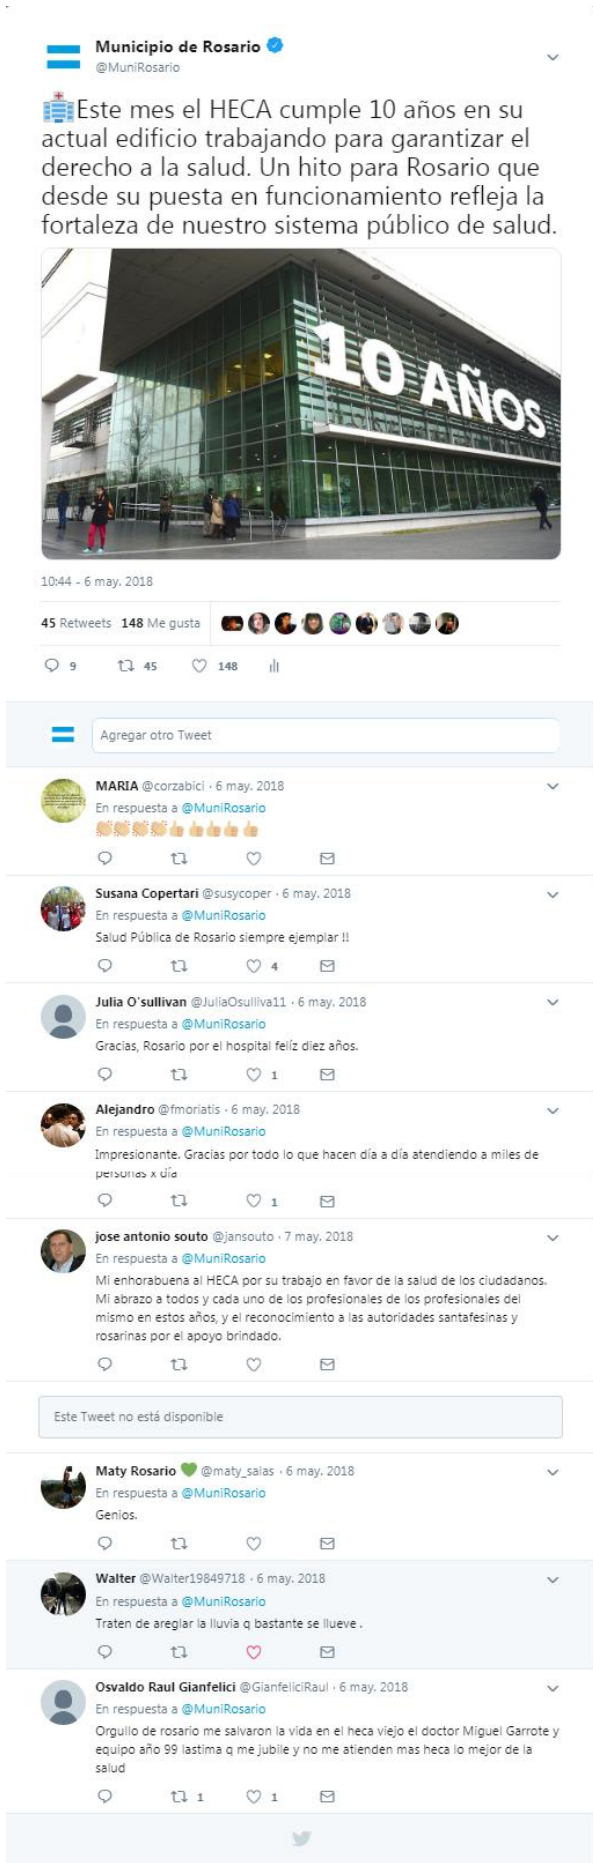 Municipio de Rosario
@MuniRosario
Este mes el HECA cumple 10 años en su
actual edificio trabajando para garantizar el
derecho a la salud. Un hito para Rosario que
desde su puesta en funcionamiento refleja la
fortaleza de nuestro sistema público de salud.
10 AÑOS
10:44 - 6 may. 2018
45 Retweets 148 Me gusta
9 45 148
Agregar otro Tweet
MARIA @corzabici · 6 may. 2018
En respuesta a @MuniRosario
Susana Copertari @susycoper · 6 may. 2018
En respuesta a @MuniRosario
Salud Pública de Rosario siempre ejemplar !!
4
Julia O'sullivan @JuliaOsulliva11 · 6 may. 2018
En respuesta a @MuniRosario
Gracias, Rosario por el hospital felíz diez años.
1
Alejandro @fmoriatis · 6 may. 2018
En respuesta a @MuniRosario
Impresionante. Gracias por todo lo que hacen día a día atendiendo a miles de
personas x día
1
jose antonio souto @jansouto · 7 may. 2018
En respuesta a @MuniRosario
Mi enhorabuena al HECA por su trabajo en favor de la salud de los ciudadanos.
Mi abrazo a todos y cada uno de los profesionales de los profesionales del
mismo en estos años, y el reconocimiento a las autoridades santafesinas y
rosarinas por el apoyo brindado.
Este Tweet no está disponible
Maty Rosario @maty_salas · 6 may. 2018
En respuesta a @MuniRosario
Genios.
Walter @Walter19849718 · 6 may. 2018
En respuesta a @MuniRosario
Traten de areglar la lluvia q bastante se llueve .
Osvaldo Raul Gianfelici @GianfeliciRaul · 6 may. 2018
En respuesta a @MuniRosario
Orgullo de rosario me salvaron la vida en el heca viejo el doctor Miguel Garrote y
equipo año 99 lastima q me jubile y no me atienden mas heca lo mejor de la
salud
1 1